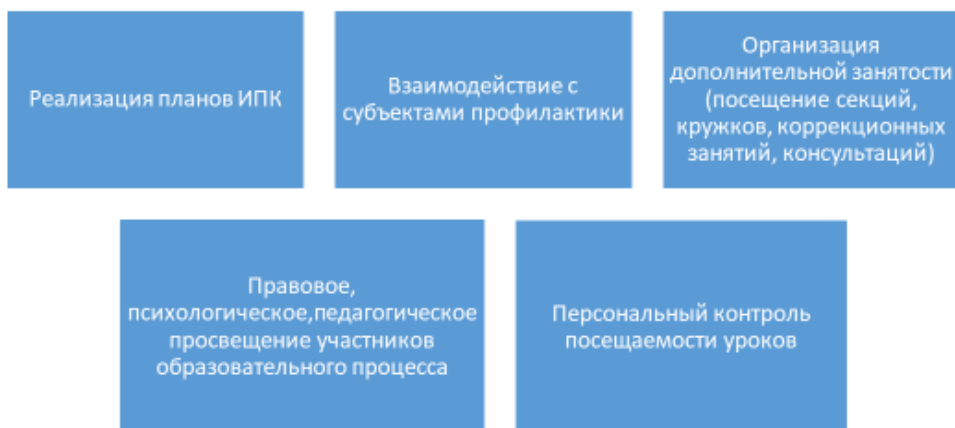 Реализация планов ИПК
Взаимодействие с
субъектами профилактики
Организация
дополнительной занятости
(посещение секций,
кружков, коррекционных
занятий, консультаций)
Правовое,
психологическое,педагогическое
просвещение участников
образовательного процесса
Персональный контроль
посещаемости уроков